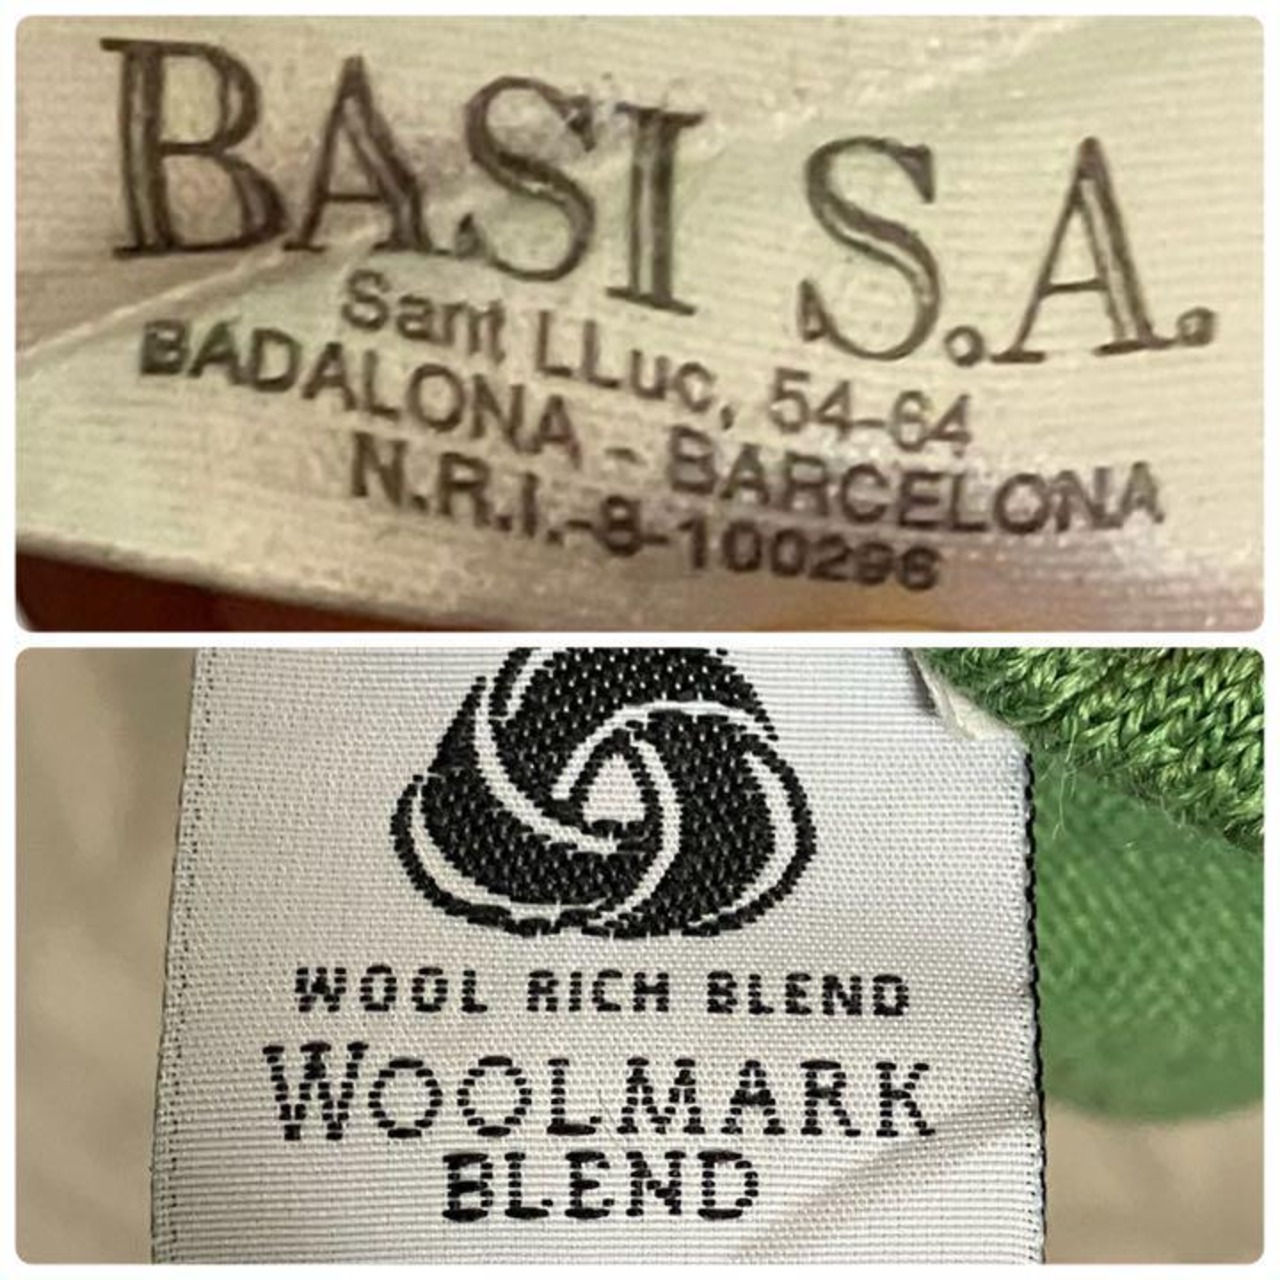 BASI S.A.
Sant LLuc, 54-64
BADALONA - BARCELONA
N.R.I.-8-100296
WOOL RICH BLEND
WOOLMARK
BLEND